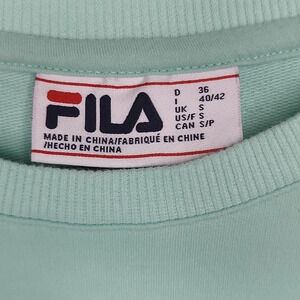 FILA
D 36
I 40/42
UK S
US/F S
CAN S/P
MADE IN CHINA/FABRIQUÉ EN CHINE
/HECHO EN CHINA